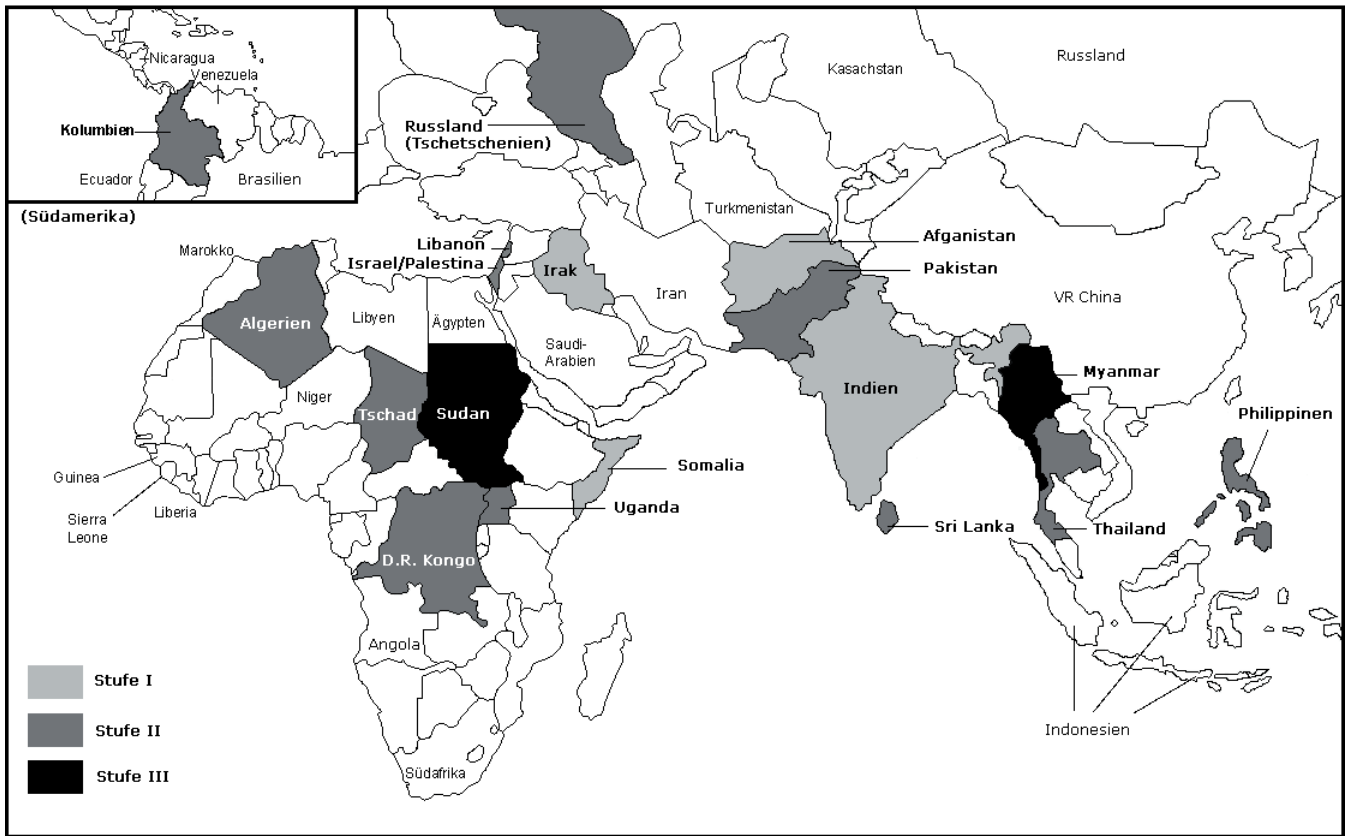 Nicaragua
Venezuela
Kolumbien
Ecuador
Brasilien
(Südamerika)
Russland
(Tschetschenien)
Kasachstan
Russland
Turkmenistan
Marokko
Libanon
Israel/Palestina
Irak
Iran
Afganistan
Pakistan
VR China
Algerien
Libyen
Ägypten
Saudi-
Arabien
Niger
Tschad
Sudan
Indien
Myanmar
Philippinen
Guinea
Sierra
Leone
Liberia
Somalia
Uganda
Sri Lanka
Thailand
D.R. Kongo
Angola
Südafrika
Indonesien
Stufe I
Stufe II
Stufe III